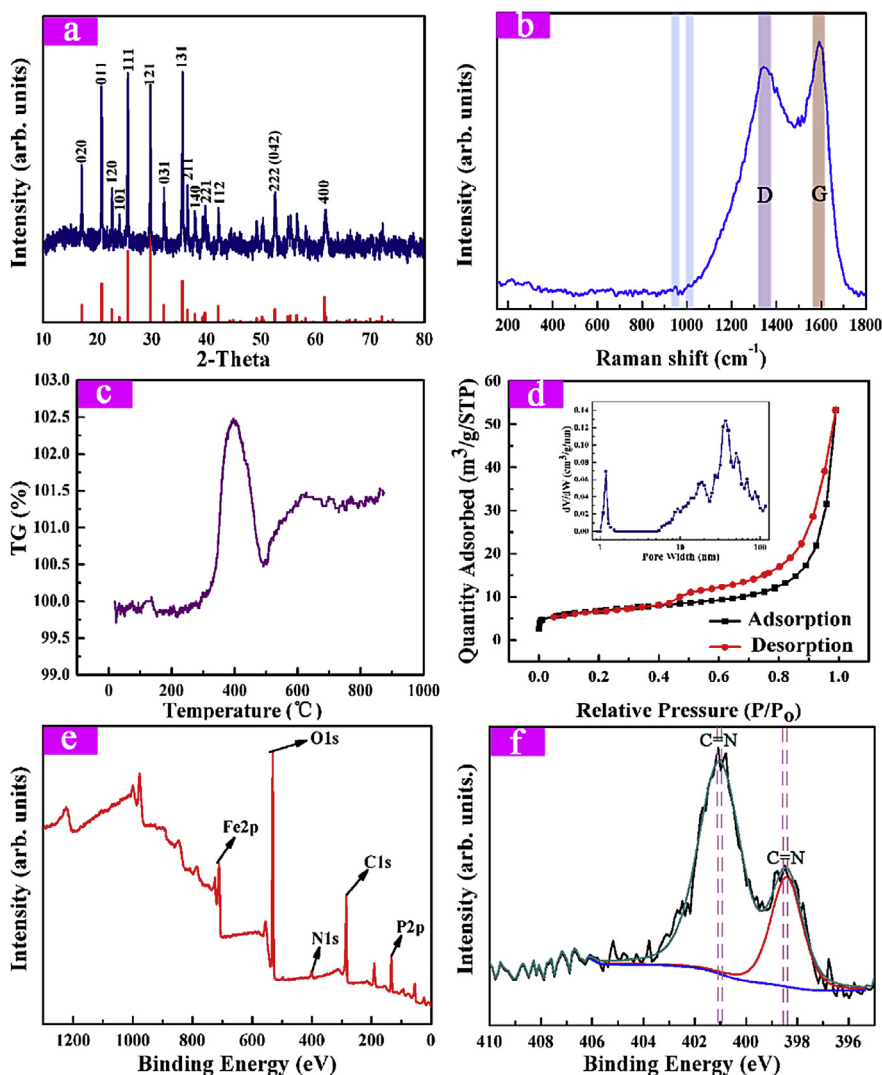 a
020
011
120
101
111
121
031
131
211
140
221
112
222 (042)
400
Intensity (arb. units)
10 20 30 40 50 60 70 80
2-Theta
b
D
G
Intensity (arb. units)
200 400 600 800 1000 1200 1400 1600 1800
Raman shift (cm⁻¹)
c
103.0
102.5
102.0
101.5
101.0
100.5
100.0
99.5
99.0
TG (%)
0 200 400 600 800 1000
Temperature (℃)
d
60
50
40
30
20
10
0
Quantity Adsorbed (m³/g/STP)
0.14
0.12
0.08
0.04
0.00
dV/dW (cm³/g/nm)
1 10 100
Pore Width (nm)
Adsorption
Desorption
0.0 0.2 0.4 0.6 0.8 1.0
Relative Pressure (P/Po)
e
O1s
Fe2p
C1s
N1s
P2p
Intensity (arb. units)
1200 1000 800 600 400 200 0
Binding Energy (eV)
f
C=N
C=N
Intensity (arb. units.)
410 408 406 404 402 400 398 396
Binding Energy (eV)